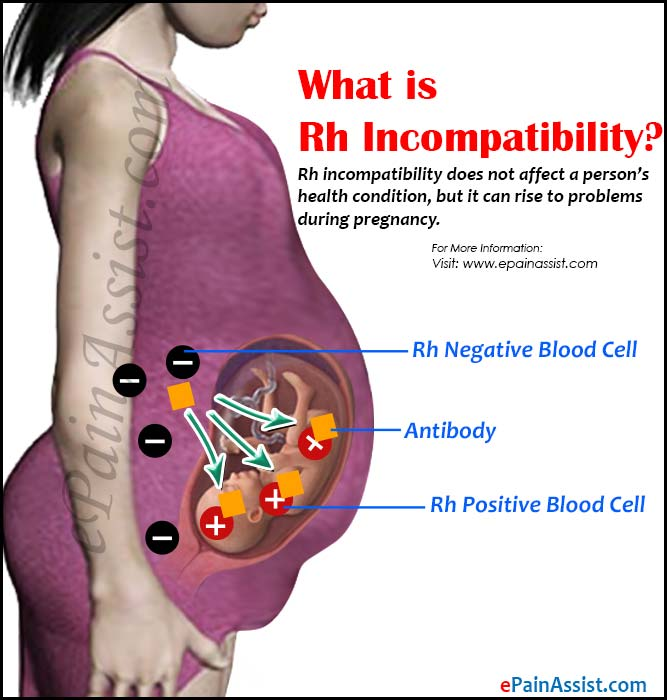 What is
Rh Incompatibility?
Rh incompatibility does not affect a person's
health condition, but it can rise to problems
during pregnancy.
For More Information:
Visit: www.epainassist.com
Rh Negative Blood Cell
Antibody
Rh Positive Blood Cell
ePainAssist.com
ePainAssist.com